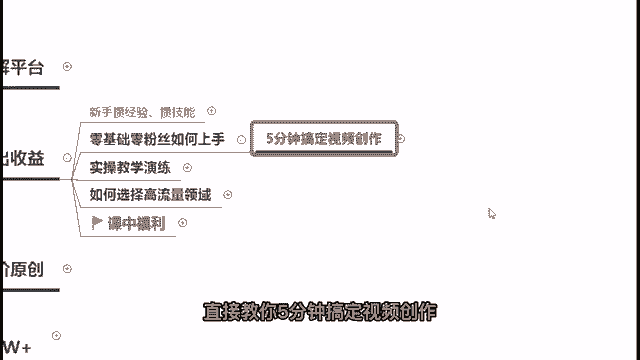 解平台
新手攒经验、攒技能
零基础零粉丝如何上手
5分钟搞定视频创作
出收益
实操教学演练
如何选择高流量领域
课中福利
价原创
直接教你5分钟搞定视频创作
W+